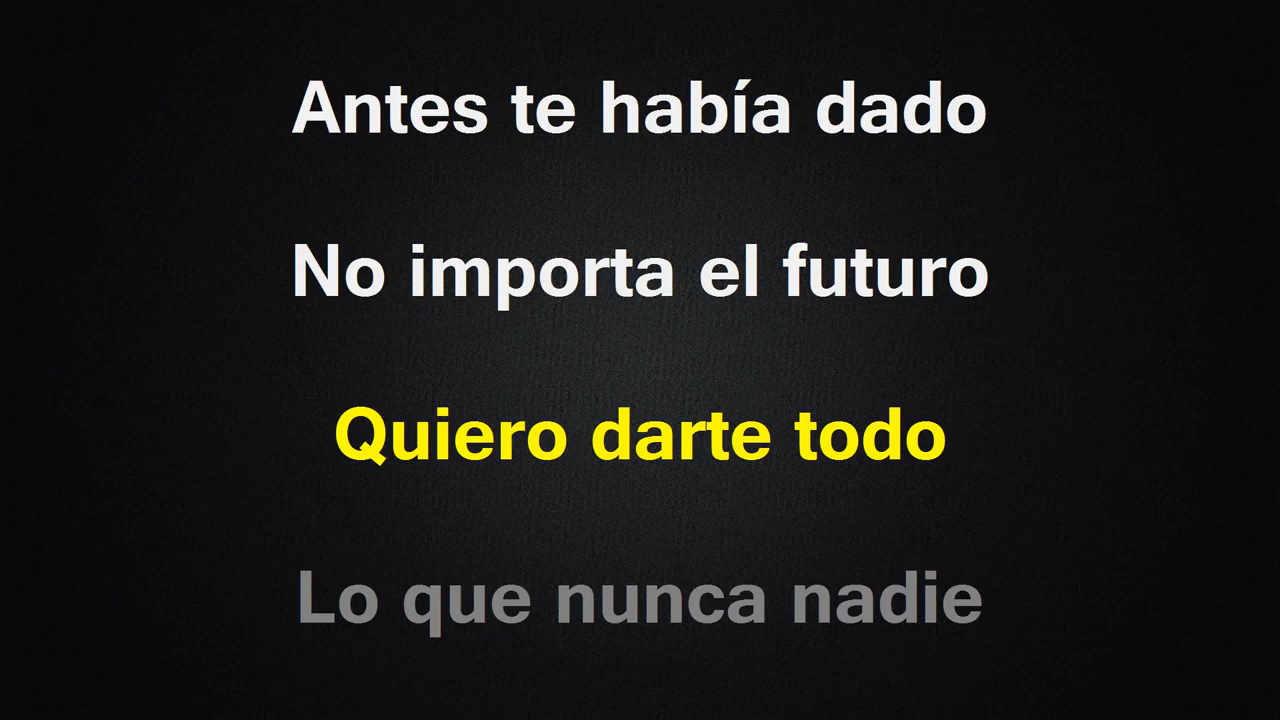 Antes te había dado
No importa el futuro
Quiero darte todo
Lo que nunca nadie